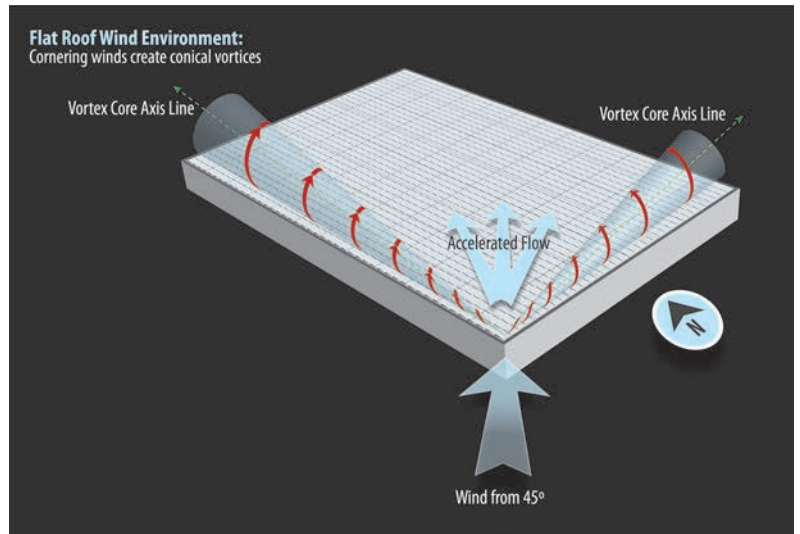 Flat Roof Wind Environment:
Cornering winds create conical vortices
Vortex Core Axis Line
Vortex Core Axis Line
Accelerated Flow
N
Wind from 45º